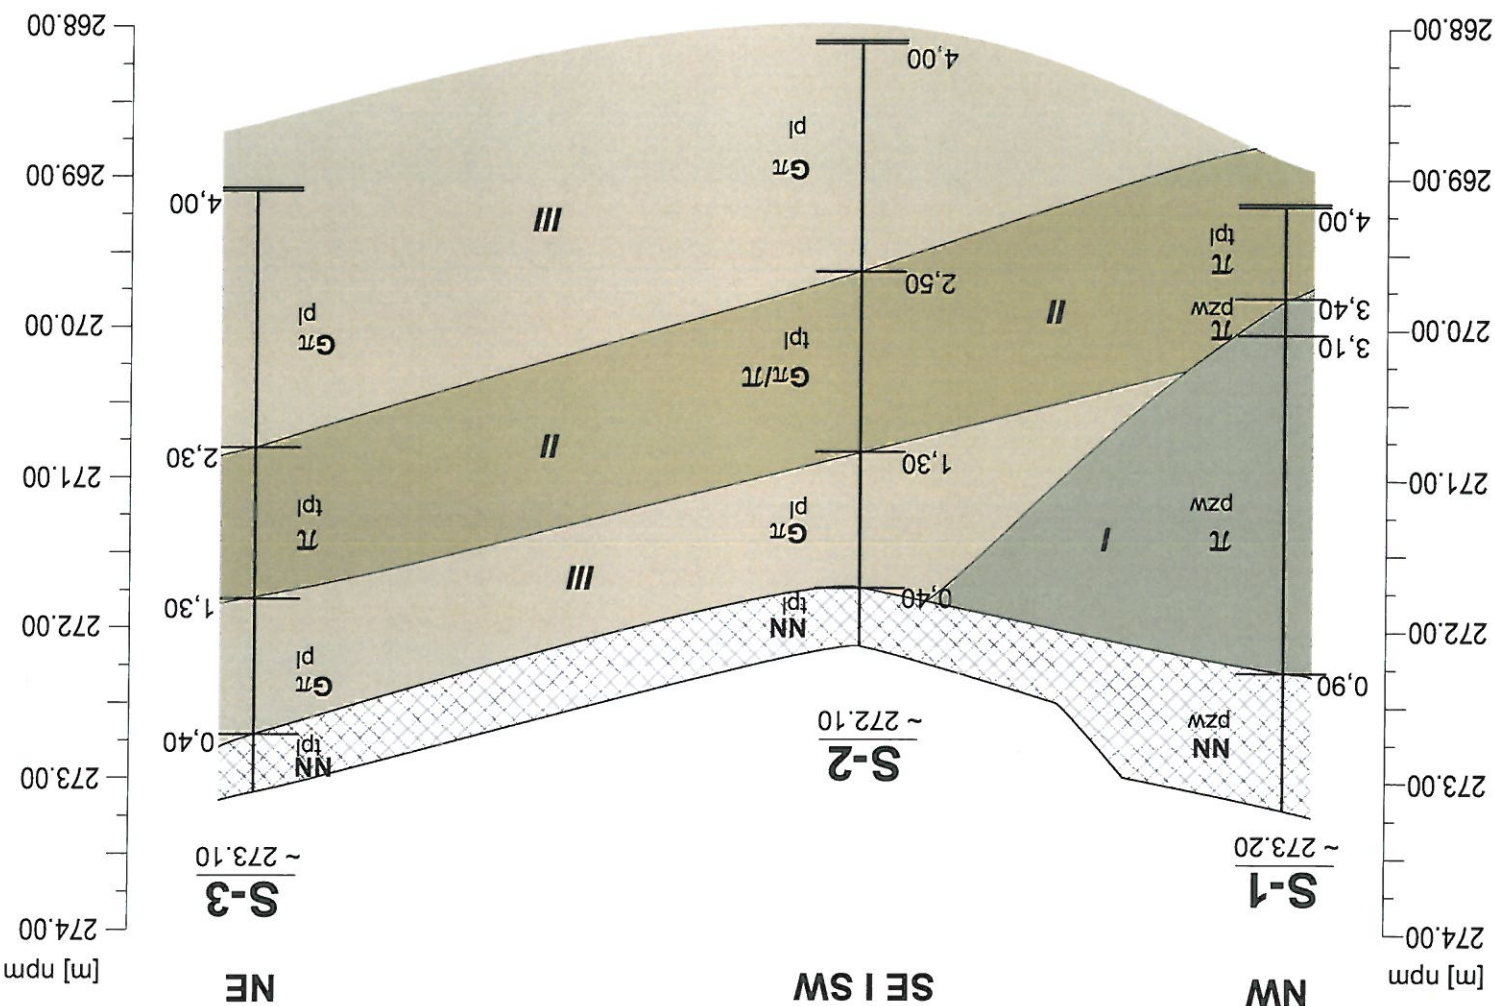 NW
SE I SW
NE
[m] npm
[m] npm
S-1
~ 273.20
S-2
~ 272.10
S-3
~ 273.10
274.00
273.00
272.00
271.00
270.00
269.00
268.00
NN
pzw
0,90
π
pzw
I
3,10
π
pzw
3,40
π
tpl
4,00
II
NN
tpl
0,40
Gπ
pl
1,30
Gπ/π
tpl
2,50
Gπ
pl
4,00
III
II
III
NN
tpl
0,40
Gπ
pl
1,30
π
tpl
2,30
Gπ
pl
4,00
274.00
273.00
272.00
271.00
270.00
269.00
268.00